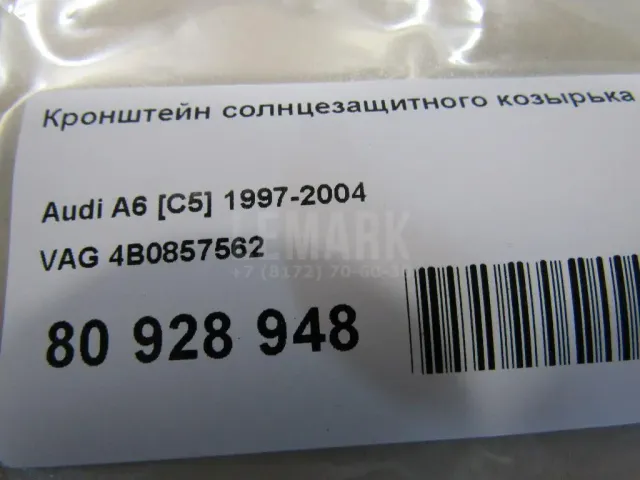 Кронштейн солнцезащитного козырька
Audi A6 [C5] 1997-2004
VAG 4B0857562
80 928 948